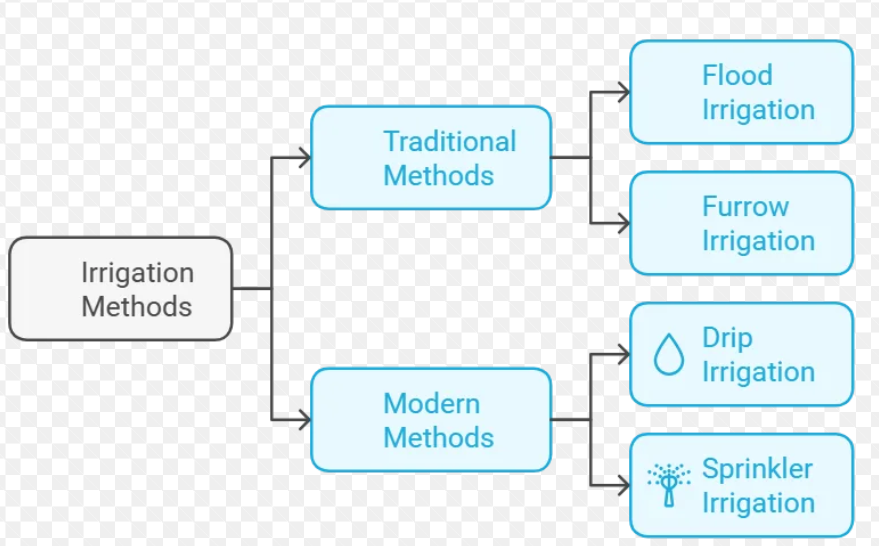 Irrigation
Methods
Traditional
Methods
Flood
Irrigation
Furrow
Irrigation
Modern
Methods
Drip
Irrigation
Sprinkler
Irrigation